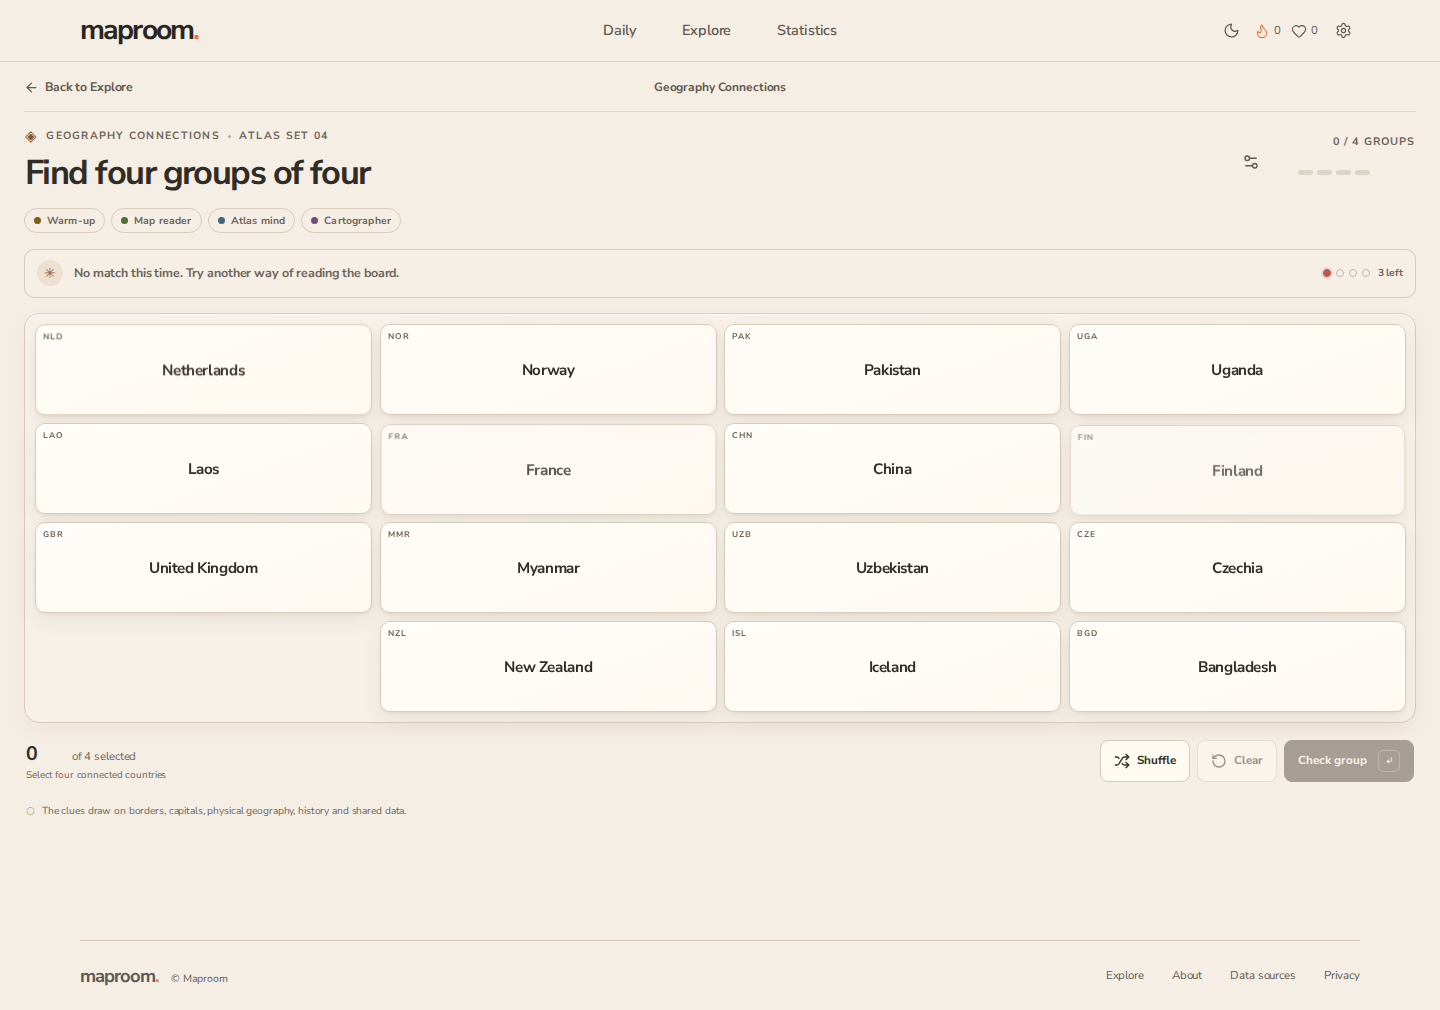 maproom.
Daily
Explore
Statistics
0
0
Back to Explore
Geography Connections
GEOGRAPHY CONNECTIONS • ATLAS SET 04
0 / 4 GROUPS
Find four groups of four
Warm-up
Map reader
Atlas mind
Cartographer
No match this time. Try another way of reading the board.
3 left
NLD
Netherlands
NOR
Norway
PAK
Pakistan
UGA
Uganda
LAO
Laos
FRA
France
CHN
China
FIN
Finland
GBR
United Kingdom
MMR
Myanmar
UZB
Uzbekistan
CZE
Czechia
NZL
New Zealand
ISL
Iceland
BGD
Bangladesh
0 of 4 selected
Select four connected countries
Shuffle
Clear
Check group
The clues draw on borders, capitals, physical geography, history and shared data.
maproom.
© Maproom
Explore
About
Data sources
Privacy